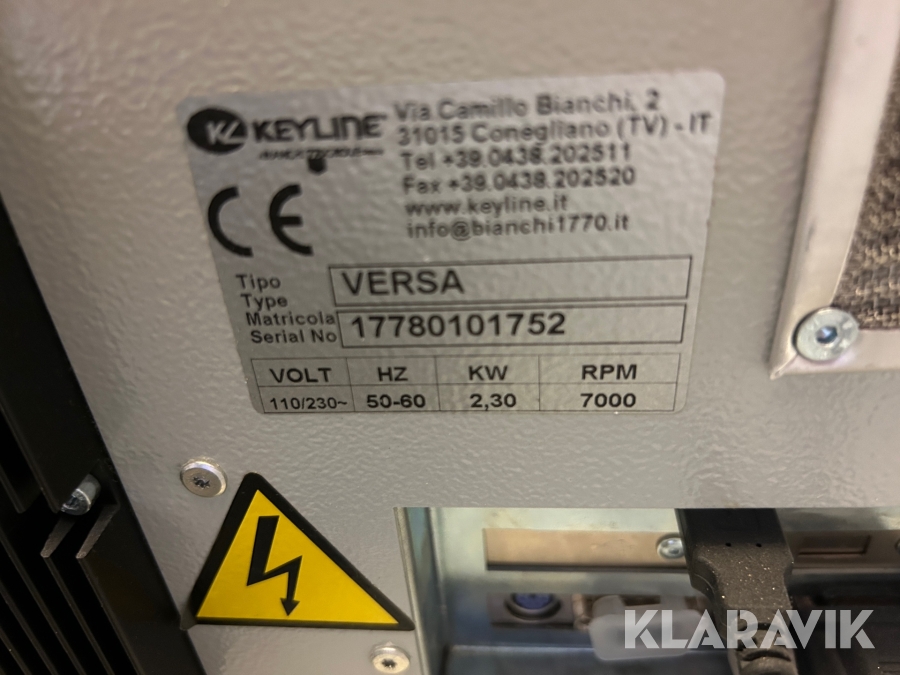 KL KEYLINE
Via Camillo Bianchi, 2
31015 Conegliano (TV) - IT
Tel +39.0438.202511
Fax +39.0438.202520
www.keyline.it
info@bianchi1770.it
CE
Tipo
Type
VERSA
Matricola
Serial No
17780101752
VOLT HZ KW RPM
110/230~ 50-60 2,30 7000
KLARAVIK